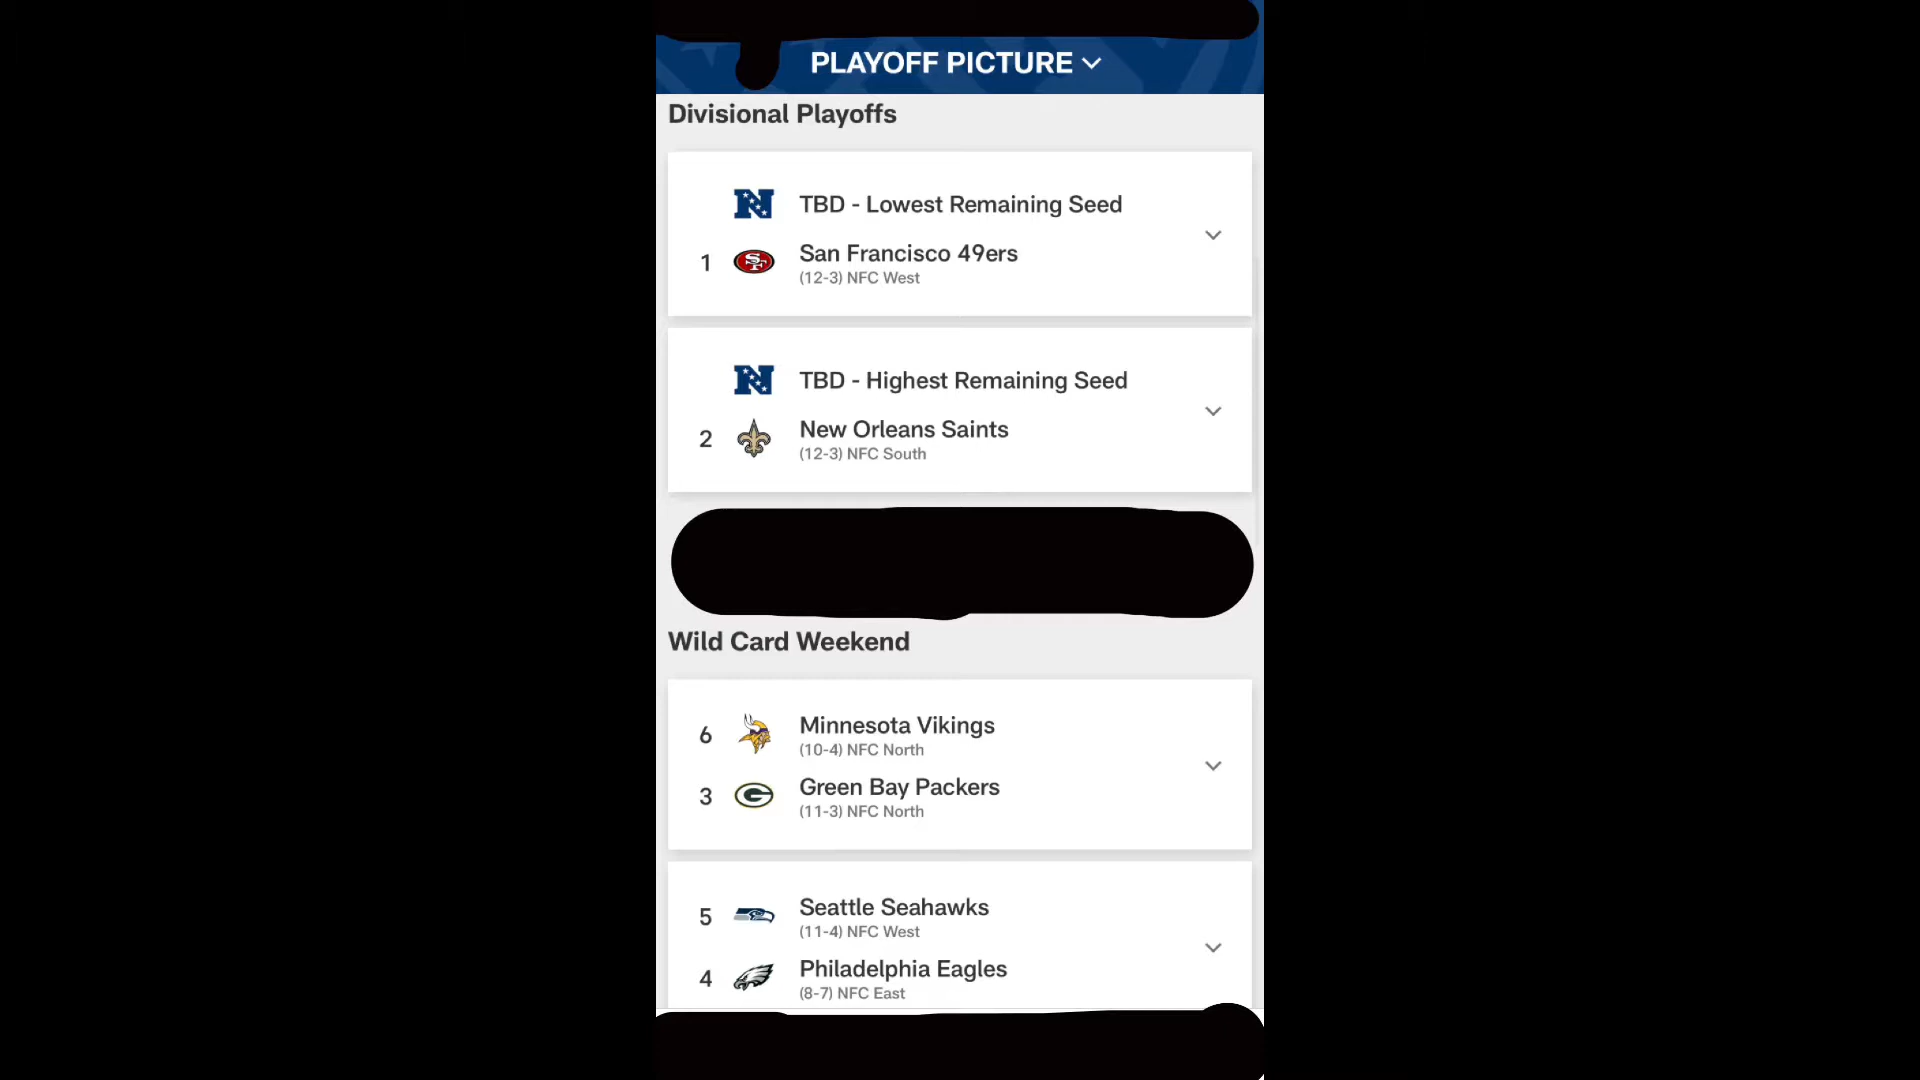 PLAYOFF PICTURE
Divisional Playoffs
TBD - Lowest Remaining Seed
1
San Francisco 49ers
(12-3) NFC West
TBD - Highest Remaining Seed
2
New Orleans Saints
(12-3) NFC South
Wild Card Weekend
6
Minnesota Vikings
(10-4) NFC North
3
Green Bay Packers
(11-3) NFC North
5
Seattle Seahawks
(11-4) NFC West
4
Philadelphia Eagles
(8-7) NFC East